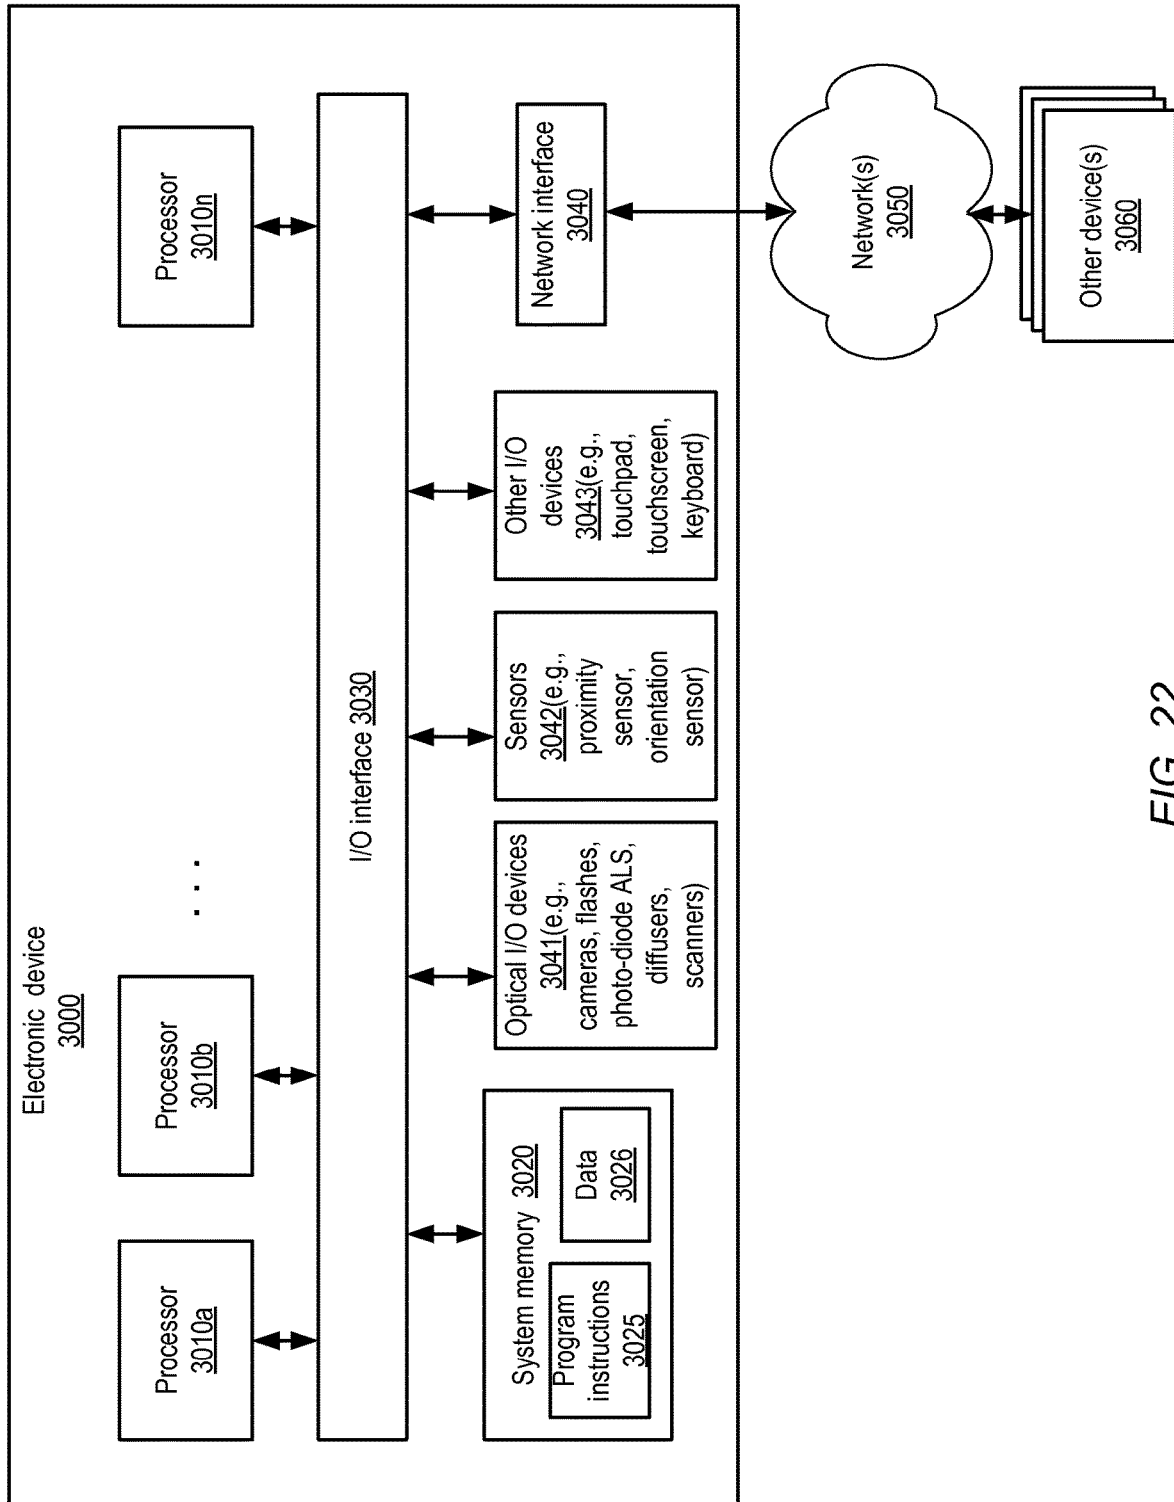 Electronic device
3000
Processor
3010a
Processor
3010b
. . .
Processor
3010n
I/O interface 3030
System memory 3020
Program
instructions
3025
Data
3026
Optical I/O devices
3041(e.g.,
cameras, flashes,
photo-diode ALS,
diffusers,
scanners)
Sensors
3042(e.g.,
proximity
sensor,
orientation
sensor)
Other I/O
devices
3043(e.g.,
touchpad,
touchscreen,
keyboard)
Network interface
3040
Network(s)
3050
Other device(s)
3060
FIG. 22